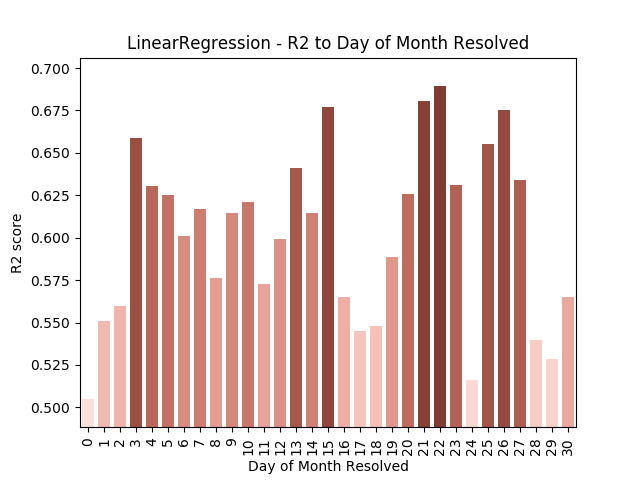 LinearRegression - R2 to Day of Month Resolved
0.700
0.675
0.650
0.625
0.600
0.575
0.550
0.525
0.500
R2 score
0 1 2 3 4 5 6 7 8 9 10 11 12 13 14 15 16 17 18 19 20 21 22 23 24 25 26 27 28 29 30
Day of Month Resolved